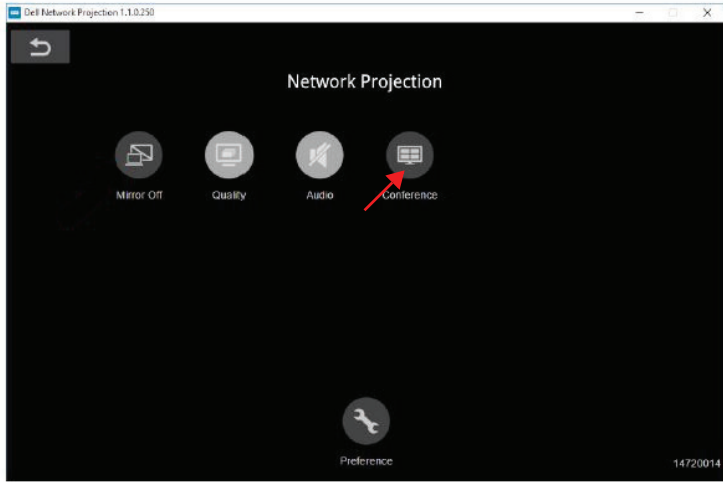 Dell Network Projection 1.1.0.250
Network Projection
Mirror Off Quality Audio Conference
Preference
14720014